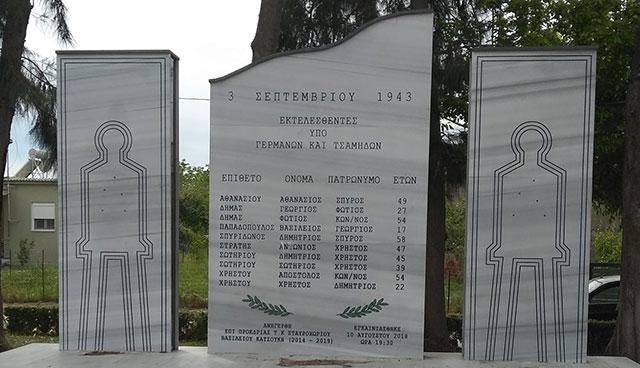 3 ΣΕΠΤΕΜΒΡΙΟΥ 1943
ΕΚΤΕΛΕΣΘΕΝΤΕΣ
ΥΠΟ
ΓΕΡΜΑΝΩΝ ΚΑΙ ΤΣΑΜΗΔΩΝ
ΕΠΙΘΕΤΟ ΟΝΟΜΑ ΠΑΤΡΩΝΥΜΟ ΕΤΩΝ
ΑΘΑΝΑΣΙΟΥ ΑΘΑΝΑΣΙΟΣ ΣΠΥΡΟΣ 49
ΔΗΜΑΣ ΓΕΩΡΓΙΟΣ ΦΩΤΙΟΣ 27
ΔΗΜΑΣ ΦΩΤΙΟΣ ΚΩΝ/ΝΟΣ 54
ΠΑΠΑΔΟΠΟΥΛΟΣ ΒΑΣΙΛΕΙΟΣ ΓΕΩΡΓΙΟΣ 17
ΣΠΥΡΙΔΩΝΟΣ ΔΗΜΗΤΡΙΟΣ ΣΠΥΡΟΣ 58
ΣΤΡΑΤΗΣ ΑΝΤΩΝΙΟΣ ΧΡΗΣΤΟΣ 47
ΣΩΤΗΡΙΟΥ ΔΗΜΗΤΡΙΟΣ ΧΡΗΣΤΟΣ 45
ΣΩΤΗΡΙΟΥ ΣΩΤΗΡΙΟΣ ΧΡΗΣΤΟΣ 39
ΧΡΗΣΤΟΥ ΑΠΟΣΤΟΛΟΣ ΚΩΝ/ΝΟΣ 54
ΧΡΗΣΤΟΥ ΧΡΗΣΤΟΣ ΔΗΜΗΤΡΙΟΣ 22
ΑΝΗΓΕΡΘΗ
ΕΠΙ ΠΡΟΕΔΡΙΑΣ Τ Κ ΣΤΑΥΡΟΧΩΡΙΟΥ
ΒΑΣΙΛΕΙΟΥ ΚΑΤΣΟΥΚΗ (2014 - 2019)
ΕΓΚΑΙΝΙΑΣΘΗΚΕ
10 ΑΥΓΟΥΣΤΟΥ 2018
ΩΡΑ 19:30